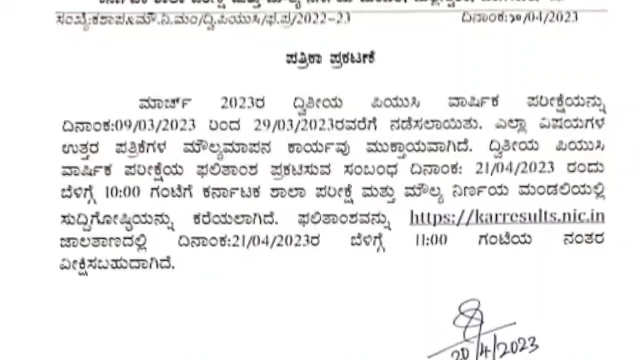 ಸಂಖ್ಯೆ:ಕಶಾಪ&ಮೌ.ನಿ.ಮಂ/ದ್ವಿ.ಪಿಯುಸಿ/ಫ.ಪ್ರ/2022-23 ದಿನಾಂಕ:20/04/2023
ಪತ್ರಿಕಾ ಪ್ರಕಟಣೆ
ಮಾರ್ಚ್ 2023ರ ದ್ವಿತೀಯ ಪಿಯುಸಿ ವಾರ್ಷಿಕ ಪರೀಕ್ಷೆಯನ್ನು
ದಿನಾಂಕ:09/03/2023 ರಿಂದ 29/03/2023ರವರೆಗೆ ನಡೆಸಲಾಯಿತು. ಎಲ್ಲಾ ವಿಷಯಗಳ
ಉತ್ತರ ಪತ್ರಿಕೆಗಳ ಮೌಲ್ಯಮಾಪನ ಕಾರ್ಯವು ಮುಕ್ತಾಯವಾಗಿದೆ. ದ್ವಿತೀಯ ಪಿಯುಸಿ
ವಾರ್ಷಿಕ ಪರೀಕ್ಷೆಯ ಫಲಿತಾಂಶ ಪ್ರಕಟಿಸುವ ಸಂಬಂಧ ದಿನಾಂಕ: 21/04/2023 ರಂದು
ಬೆಳಿಗ್ಗೆ 10:00 ಗಂಟೆಗೆ ಕರ್ನಾಟಕ ಶಾಲಾ ಪರೀಕ್ಷೆ ಮತ್ತು ಮೌಲ್ಯ ನಿರ್ಣಯ ಮಂಡಲಿಯಲ್ಲಿ
ಸುದ್ದಿಗೋಷ್ಠಿಯನ್ನು ಕರೆಯಲಾಗಿದೆ. ಫಲಿತಾಂಶವನ್ನು https://karresults.nic.in
ಜಾಲತಾಣದಲ್ಲಿ ದಿನಾಂಕ:21/04/2023ರ ಬೆಳಿಗ್ಗೆ 11:00 ಗಂಟೆಯ ನಂತರ
ವೀಕ್ಷಿಸಬಹುದಾಗಿದೆ.
20/4/2023